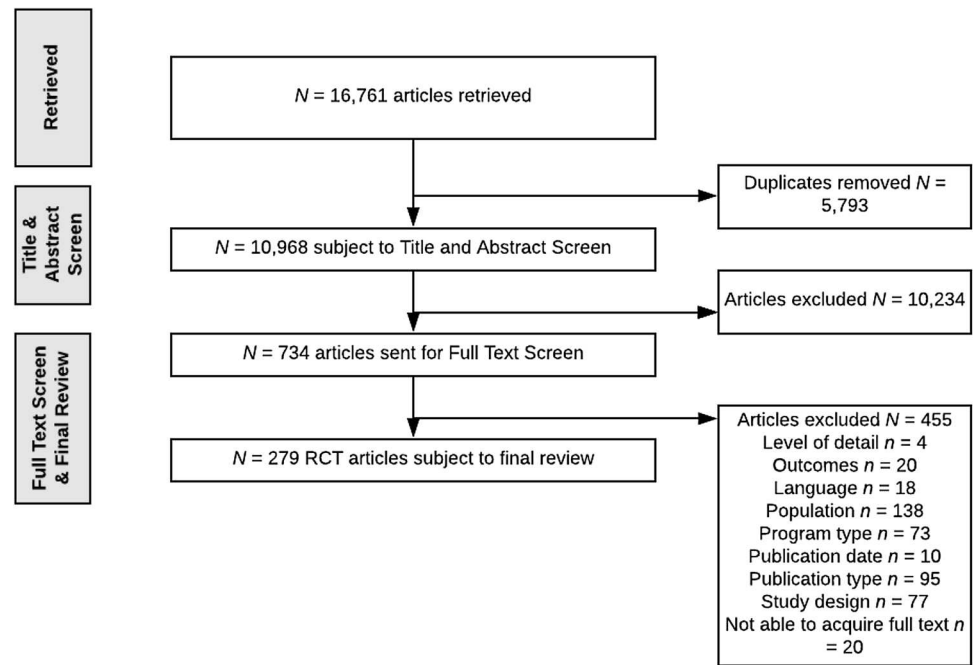 Retrieved
N = 16,761 articles retrieved
Duplicates removed N =
5,793
Title &
Abstract
Screen
N = 10,968 subject to Title and Abstract Screen
Articles excluded N = 10,234
Full Text Screen
& Final Review
N = 734 articles sent for Full Text Screen
N = 279 RCT articles subject to final review
Articles excluded N = 455
Level of detail n = 4
Outcomes n = 20
Language n = 18
Population n = 138
Program type n = 73
Publication date n = 10
Publication type n = 95
Study design n = 77
Not able to acquire full text n
= 20